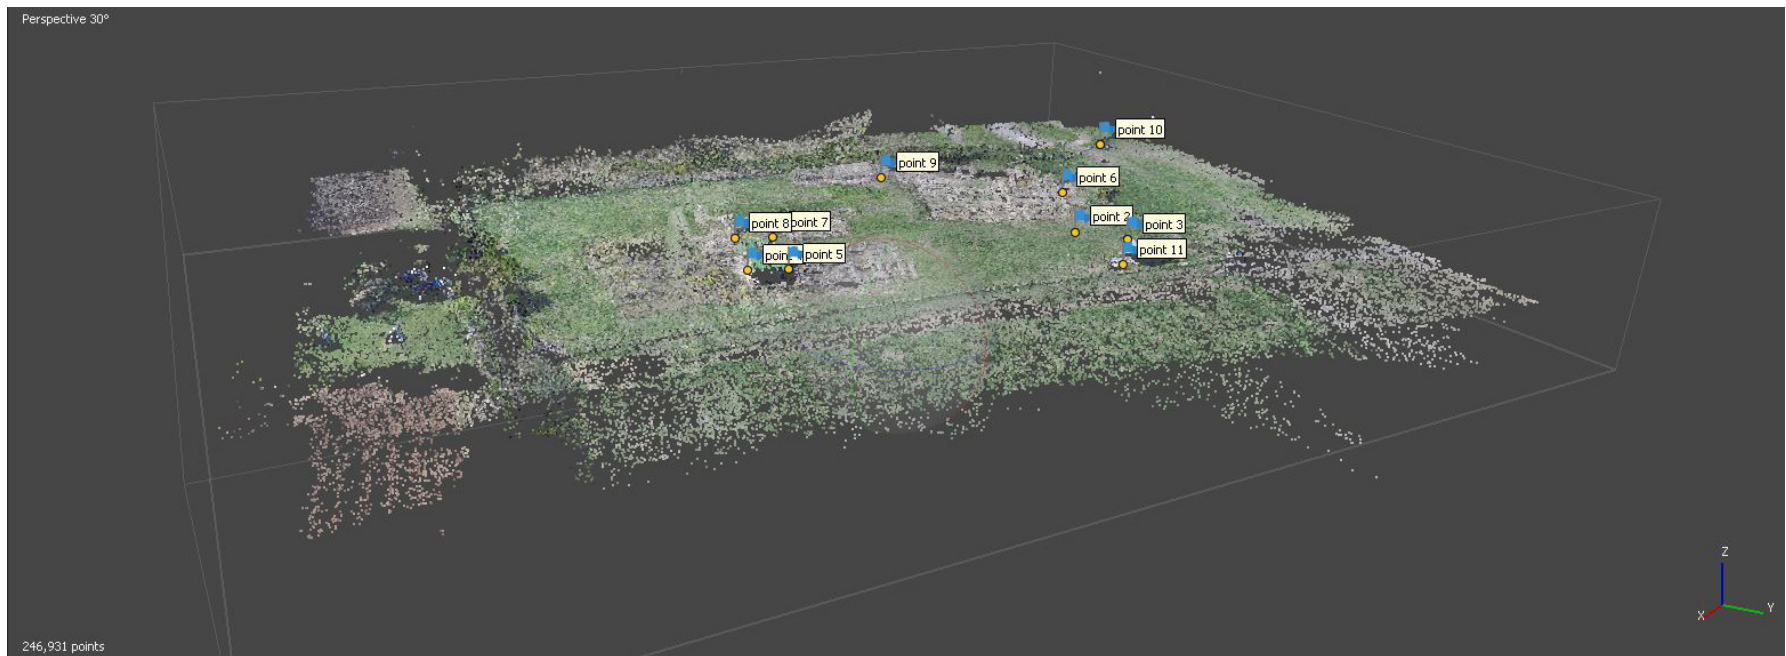 Perspective 30°
point 10
point 9
point 6
point 2
point 3
point 8
point 7
point 11
point 5
Z
Y
X
246,931 points